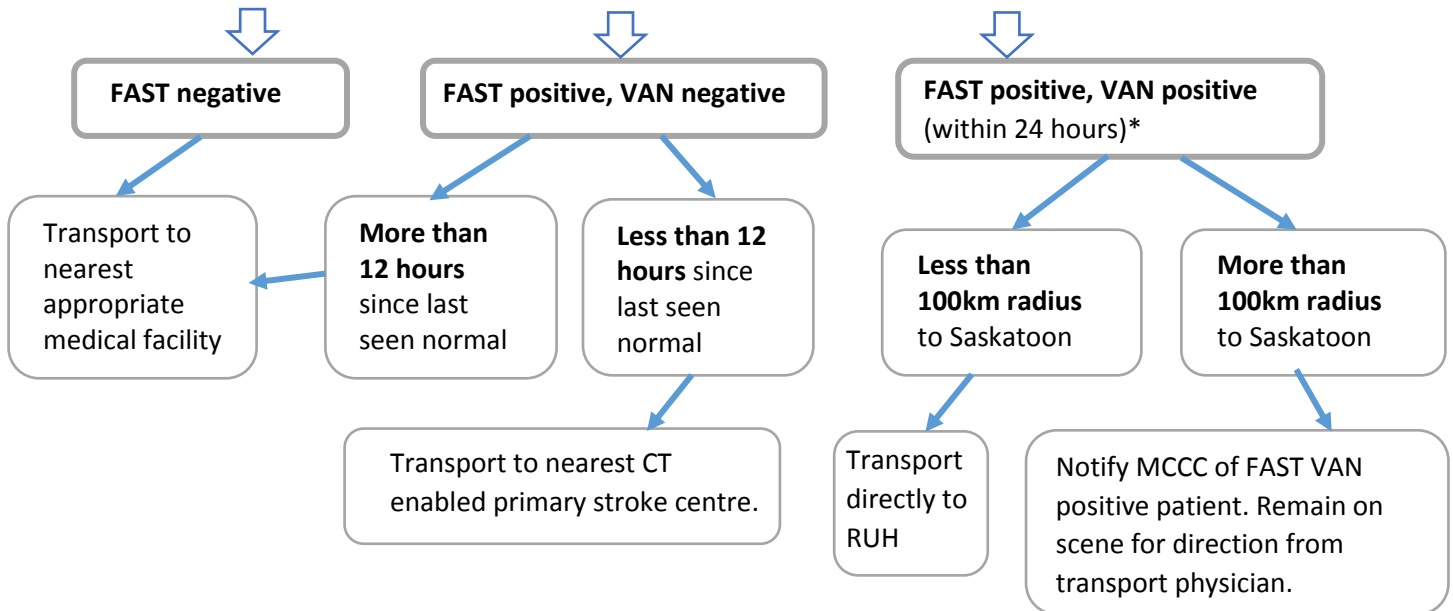 FAST negative
FAST positive, VAN negative
FAST positive, VAN positive
(within 24 hours)*
Transport to
nearest
appropriate
medical facility
More than
12 hours
since last
seen normal
Less than 12
hours since
last seen
normal
Less than
100km radius
to Saskatoon
More than
100km radius
to Saskatoon
Transport to nearest CT
enabled primary stroke centre.
Transport
directly to
RUH
Notify MCCC of FAST VAN
positive patient. Remain on
scene for direction from
transport physician.